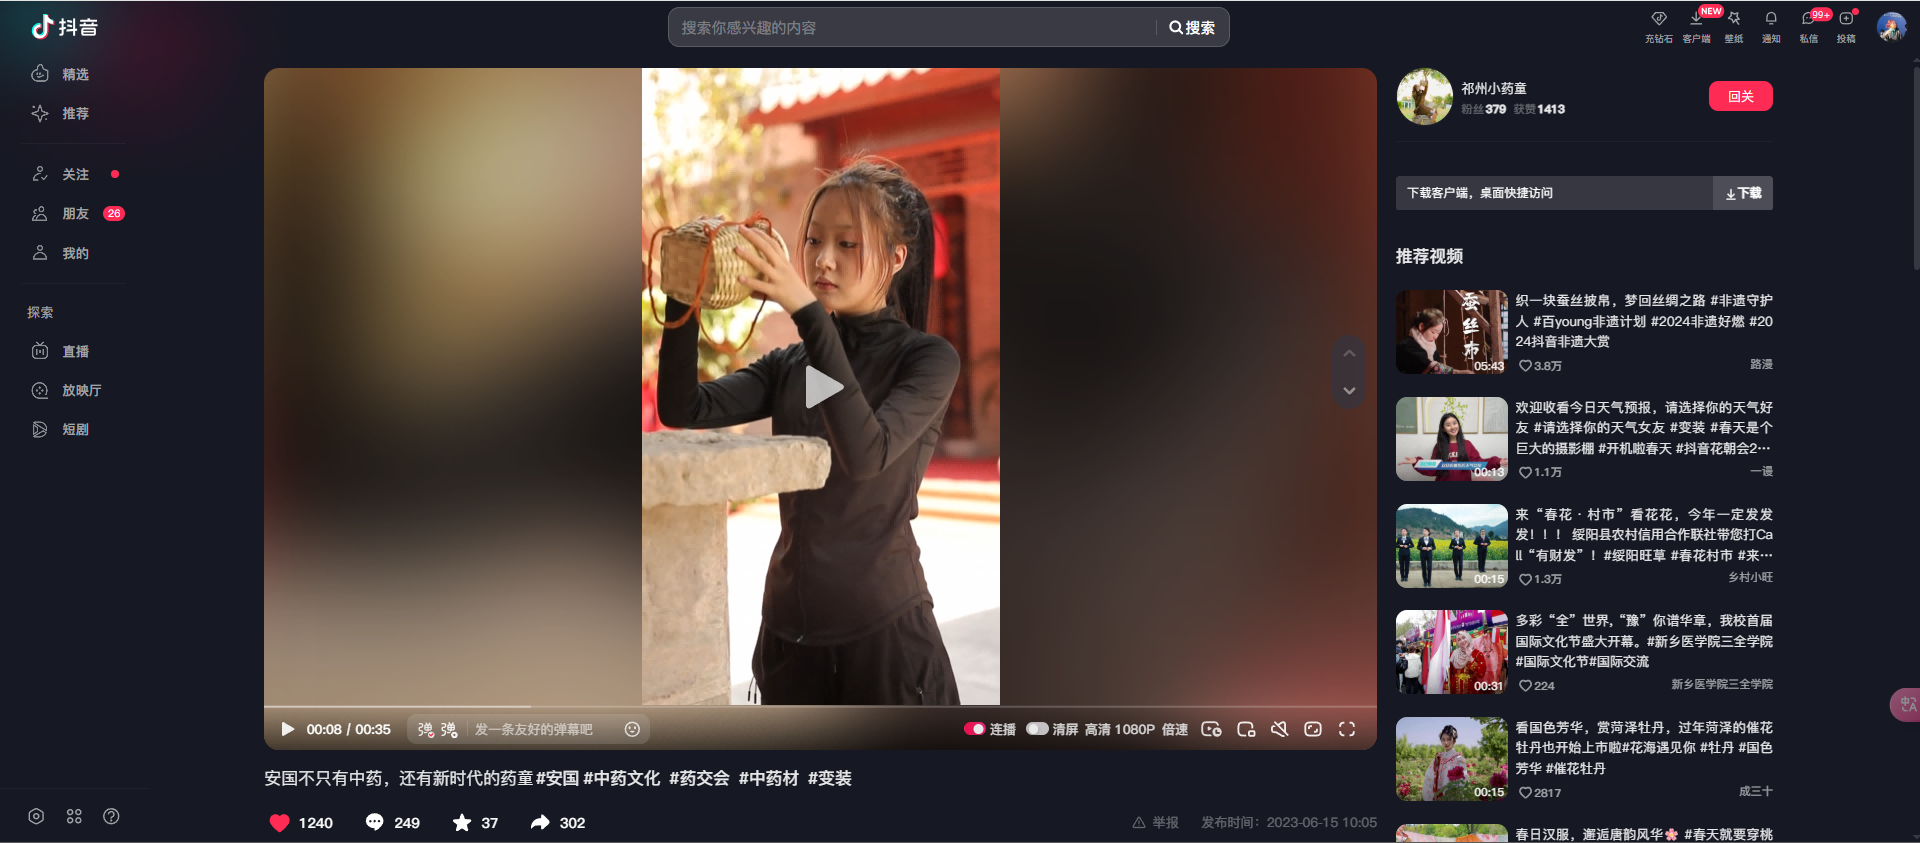 抖音
搜索你感兴趣的内容
搜索
充钻石
NEW
客户端
壁纸
通知
99+
私信
投稿
精选
推荐
关注
朋友 26
我的
探索
直播
放映厅
短剧
00:08 / 00:35
弹 弹 发一条友好的弹幕吧
连播 清屏 高清 1080P 倍速
安国不只有中药，还有新时代的药童#安国 #中药文化 #药交会 #中药材 #变装
1240 249 37 302
举报 发布时间：2023-06-15 10:05
祁州小药童
粉丝379 获赞1413
回关
下载客户端，桌面快捷访问
下载
推荐视频
蚕丝布
05:43
织一块蚕丝披帛，梦回丝绸之路 #非遗守护
人 #百young非遗计划 #2024非遗好燃 #20
24抖音非遗大赏
3.8万 路漫
00:13
欢迎收看今日天气预报，请选择你的天气好
友 #请选择你的天气女友 #变装 #春天是个
巨大的摄影棚 #开机啦春天 #抖音花朝会2…
1.1万 一谩
00:15
来“春花 · 村市”看花花，今年一定发发
发！！！ 绥阳县农村信用合作联社带您打Ca
ll“有财发”！#绥阳旺草 #春花村市 #来…
1.3万 乡村小旺
00:31
多彩“全”世界，“豫”你谱华章，我校首届
国际文化节盛大开幕。#新乡医学院三全学院
#国际文化节#国际交流
224 新乡医学院三全学院
00:15
看国色芳华，赏菏泽牡丹，过年菏泽的催花
牡丹也开始上市啦#花海遇见你 #牡丹 #国色
芳华 #催花牡丹
2817 成三十
春日汉服，邂逅唐韵风华🌸 #春天就要穿桃